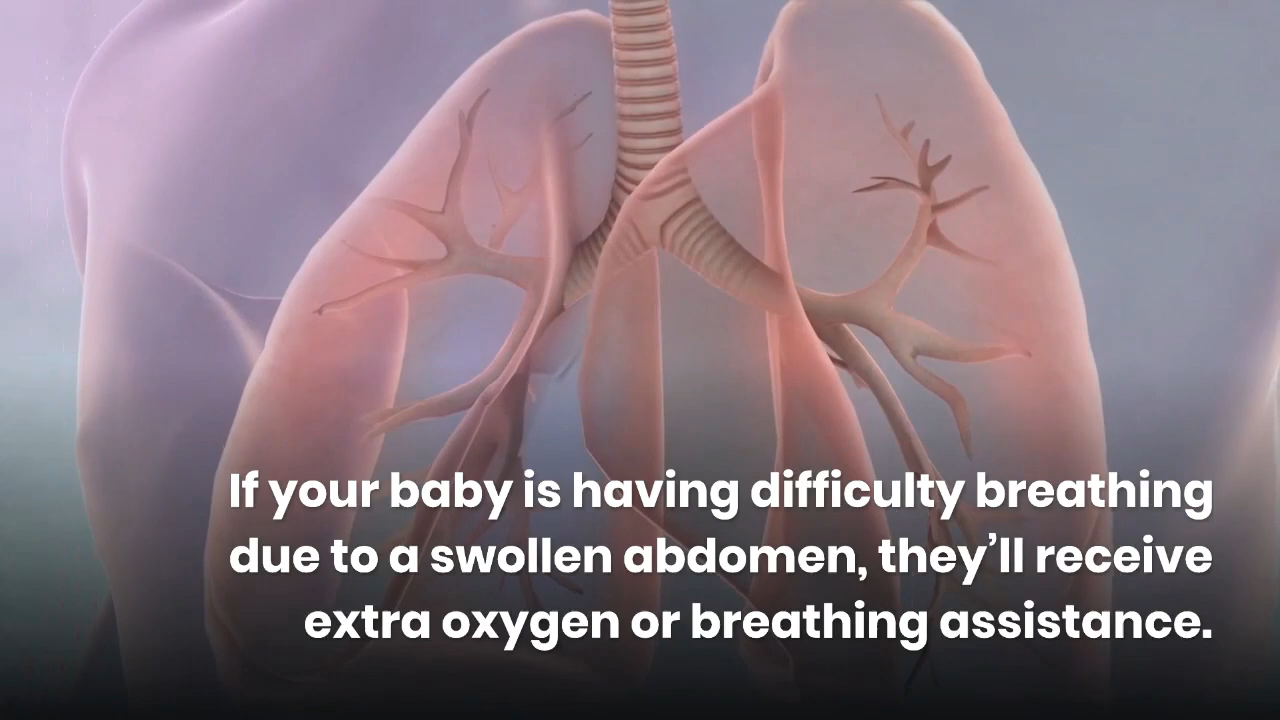 If your baby is having difficulty breathing
due to a swollen abdomen, they’ll receive
extra oxygen or breathing assistance.